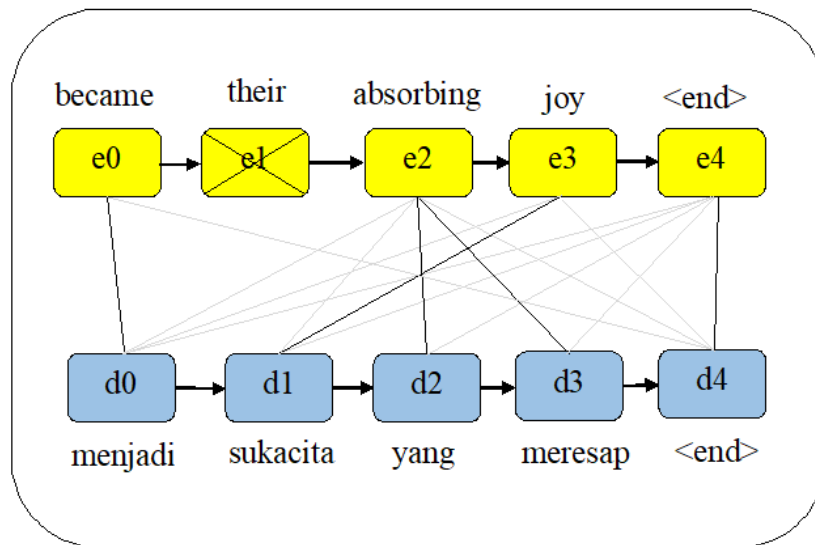 became their absorbing joy <end>
e0 e1 e2 e3 e4
d0 d1 d2 d3 d4
menjadi sukacita yang meresap <end>